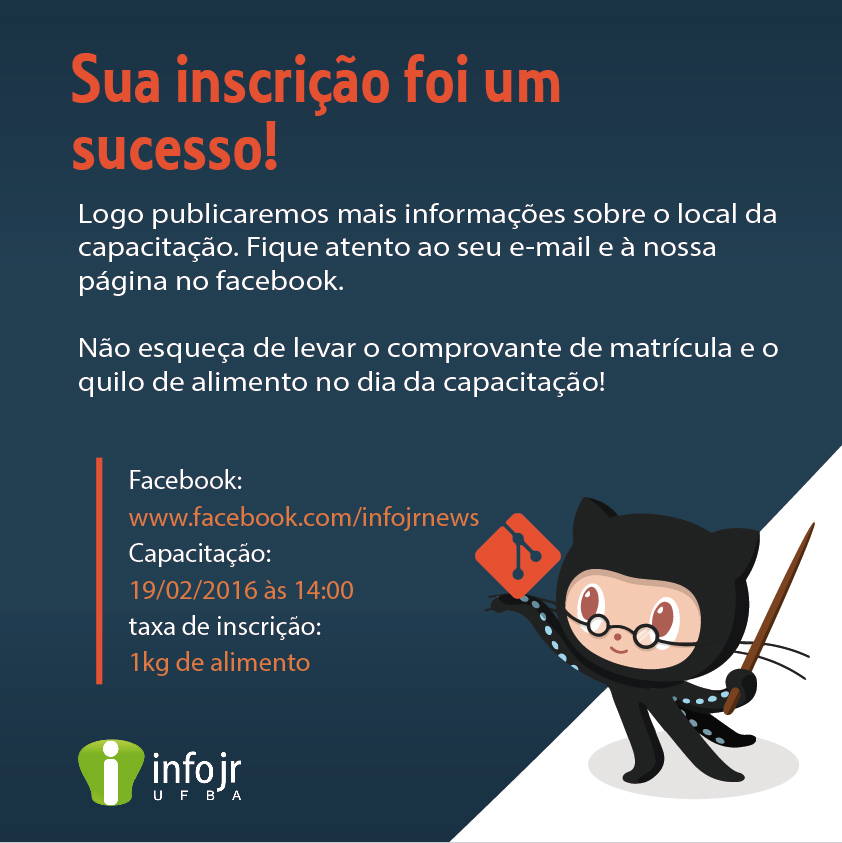 Sua inscrição foi um
sucesso!
Logo publicaremos mais informações sobre o local da
capacitação. Fique atento ao seu e-mail e à nossa
página no facebook.
Não esqueça de levar o comprovante de matrícula e o
quilo de alimento no dia da capacitação!
Facebook:
www.facebook.com/infojrnews
Capacitação:
19/02/2016 às 14:00
taxa de inscrição:
1kg de alimento
infojr
UFBA